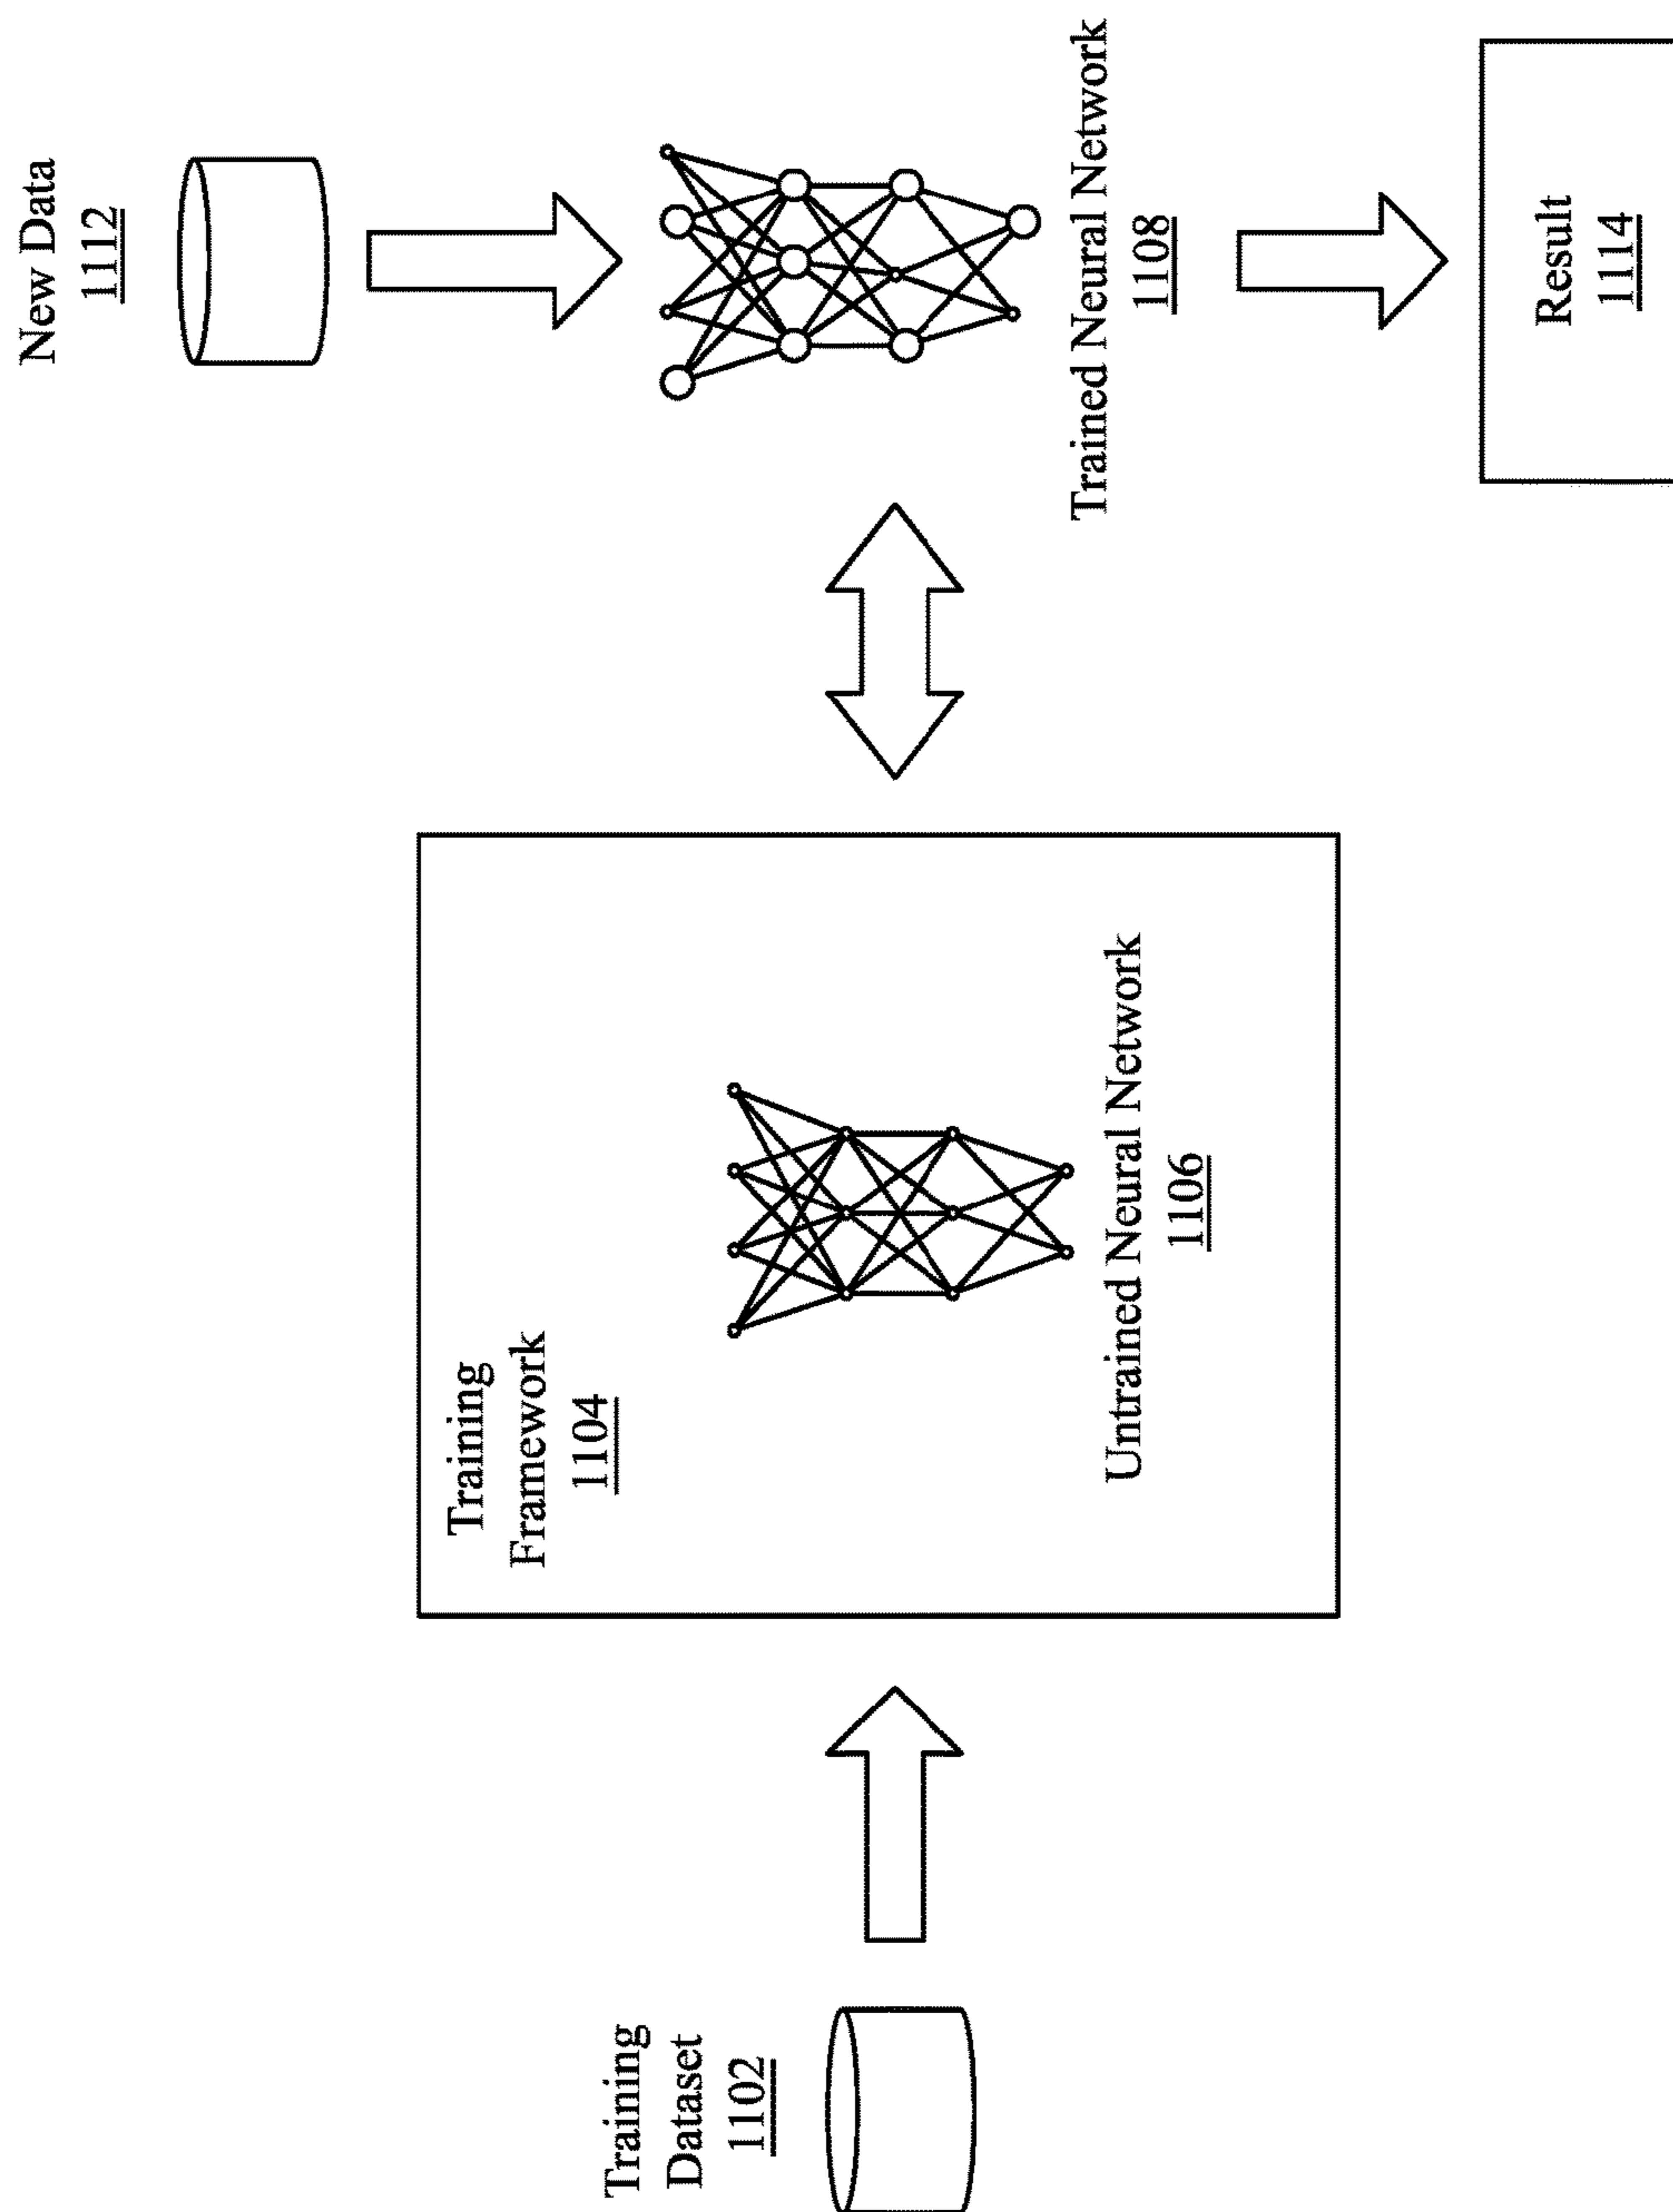 Training
Dataset
1102
Training
Framework
1104
Untrained Neural Network
1106
New Data
1112
Trained Neural Network
1108
Result
1114